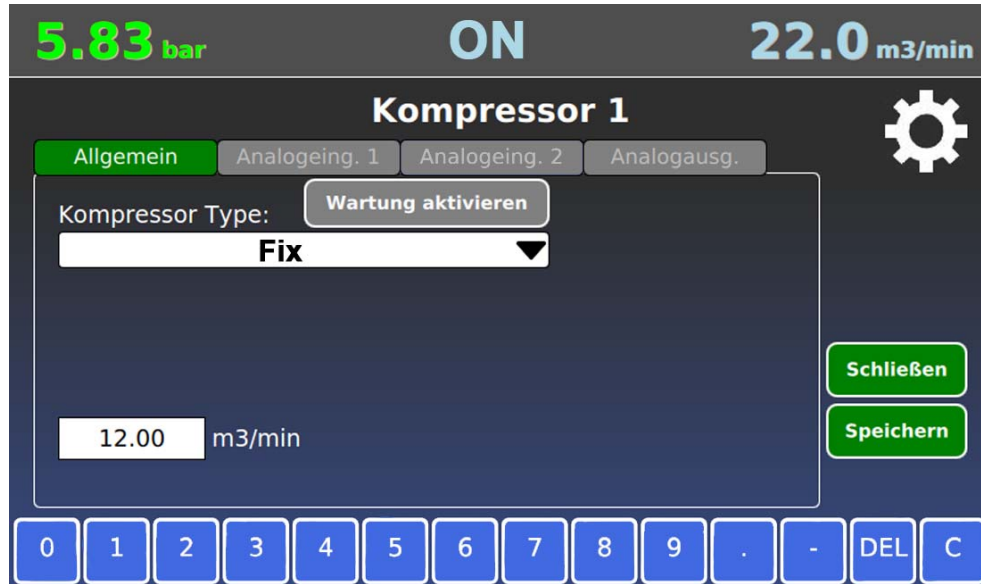 5.83 bar ON 22.0 m3/min
Kompressor 1
Allgemein Analogeing. 1 Analogeing. 2 Analogausg.
Kompressor Type: Wartung aktivieren
Fix
Schließen
12.00 m3/min Speichern
0 1 2 3 4 5 6 7 8 9 . - DEL C